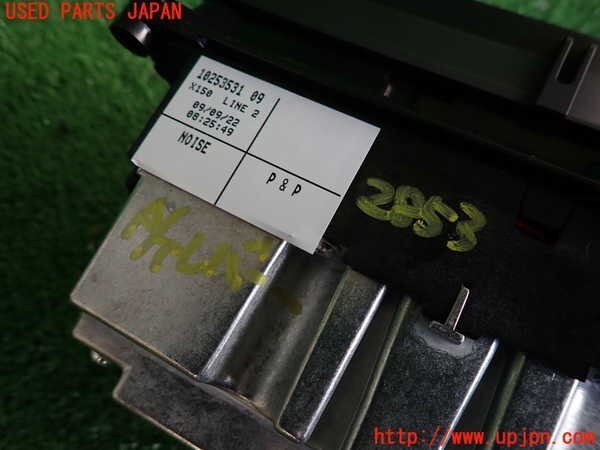 USED PARTS JAPAN
10253531 09
X150 LINE 2
09/09/22
08:25:49
NOISE
P & P
2853
http://www.upjpn.com/